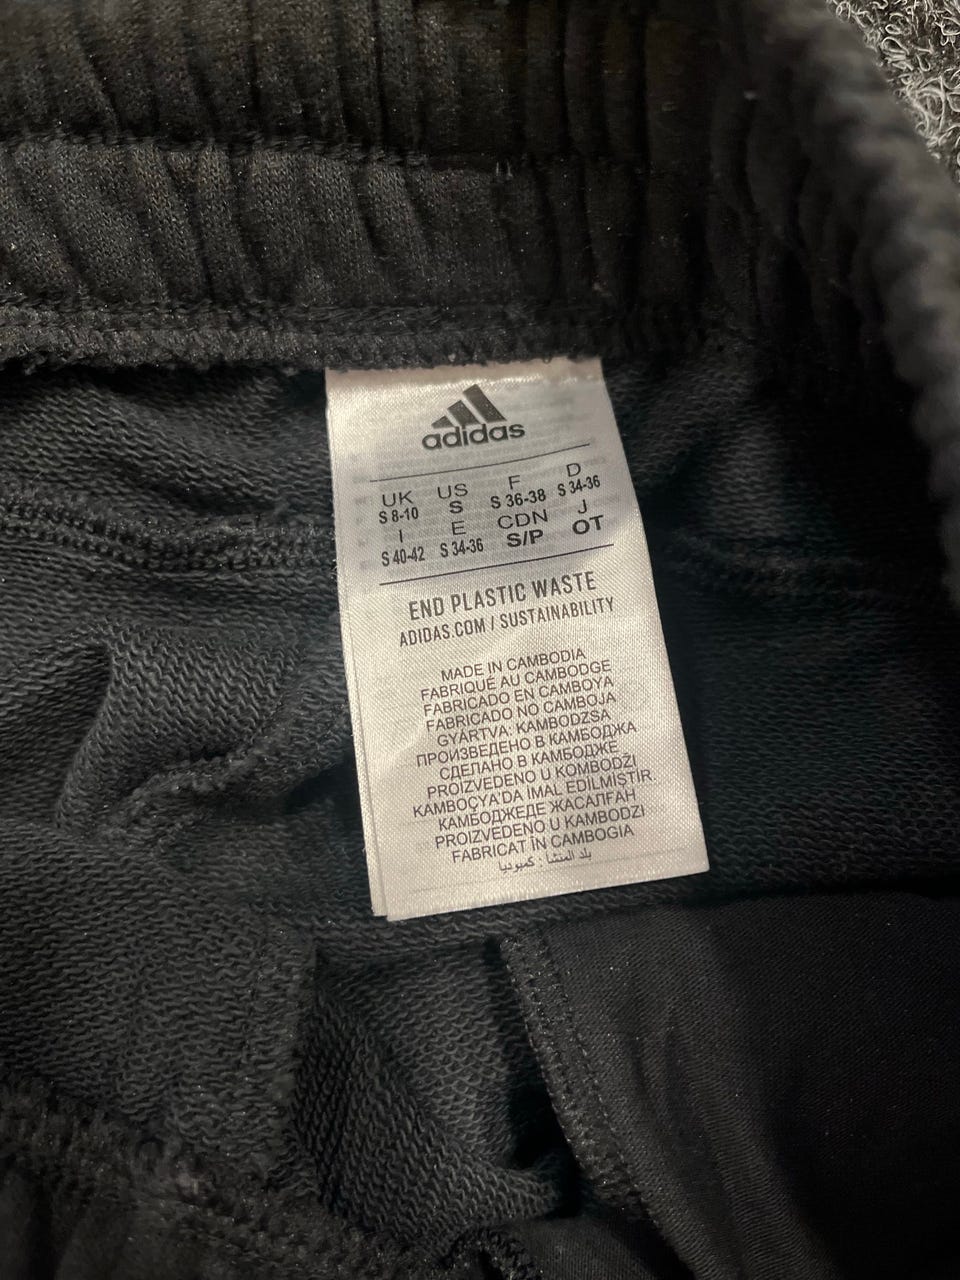 adidas
UK US F D
S 8-10 S S 36-38 S 34-36
I E CDN J
S 40-42 S 34-36 S/P OT
END PLASTIC WASTE
ADIDAS.COM / SUSTAINABILITY
MADE IN CAMBODIA
FABRIQUÉ AU CAMBODGE
FABRICADO EN CAMBOYA
FABRICADO NO CAMBOJA
GYÁRTVA: KAMBODZSA
ПРОИЗВЕДЕНО В КАМБОДЖА
СДЕЛАНО В КАМБОДЖЕ
PROIZVEDENO U KOMBODZI
KAMBOÇYA'DA İMAL EDİLMİŞTİR.
КАМБОДЖЕДЕ ЖАСАЛҒАН
PROIZVEDENO U KAMBODZI
FABRICAT ÎN CAMBOGIA
بلد المنشأ : كمبوديا